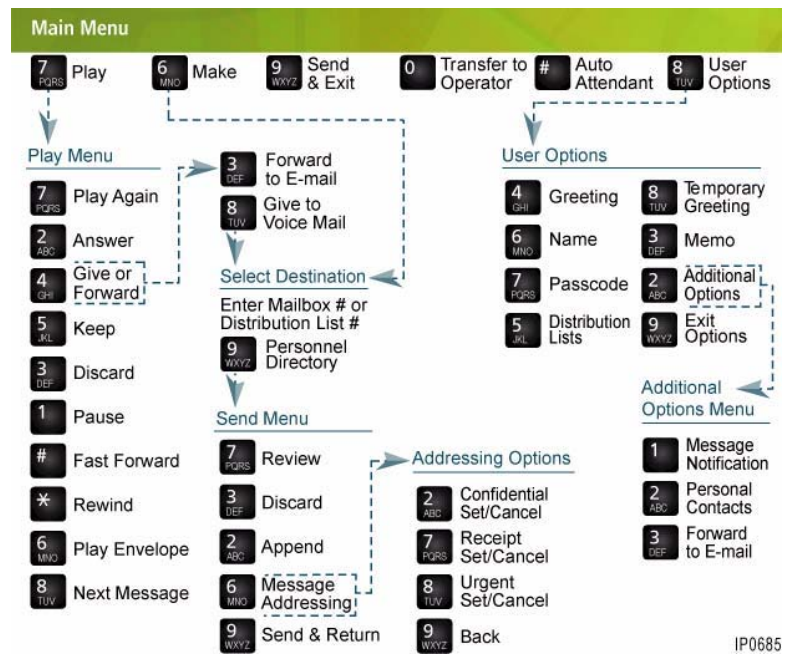 Main Menu
7 PQRS Play
6 MNO Make
9 WXYZ Send
& Exit
0 Transfer to
Operator
# Auto
Attendant
8 TUV User
Options
Play Menu
7 PQRS Play Again
2 ABC Answer
4 GHI Give or
Forward
5 JKL Keep
3 DEF Discard
1 Pause
# Fast Forward
* Rewind
6 MNO Play Envelope
8 TUV Next Message
3 DEF Forward
to E-mail
8 TUV Give to
Voice Mail
Select Destination
Enter Mailbox # or
Distribution List #
9 WXYZ Personnel
Directory
Send Menu
7 PQRS Review
3 DEF Discard
2 ABC Append
6 MNO Message
Addressing
9 WXYZ Send & Return
Addressing Options
2 ABC Confidential
Set/Cancel
7 PQRS Receipt
Set/Cancel
8 TUV Urgent
Set/Cancel
9 WXYZ Back
User Options
4 GHI Greeting
6 MNO Name
7 PQRS Passcode
5 JKL Distribution
Lists
8 TUV Temporary
Greeting
3 DEF Memo
2 ABC Additional
Options
9 WXYZ Exit
Options
Additional
Options Menu
1 Message
Notification
2 ABC Personal
Contacts
3 DEF Forward
to E-mail
IP0685